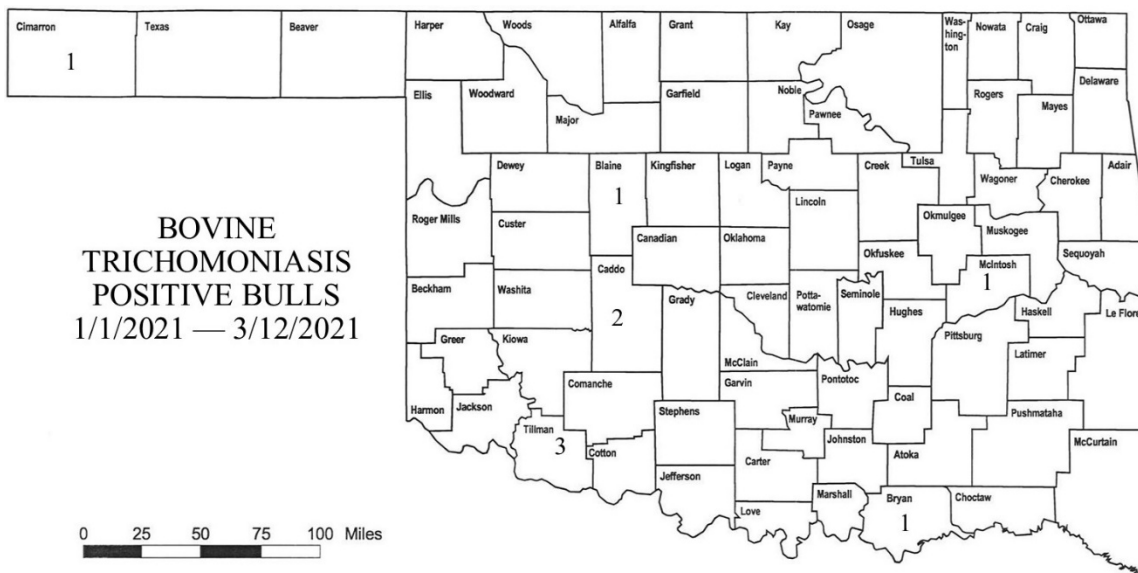 Cimarron
Texas
Beaver
Harper
Woods
Alfalfa
Grant
Kay
Osage
Was-
hing-
ton
Nowata
Craig
Ottawa
1
Ellis
Woodward
Major
Garfield
Noble
Pawnee
Rogers
Mayes
Delaware
Dewey
Blaine
Kingfisher
Logan
Payne
Creek
Tulsa
Wagoner
Cherokee
Adair
1
Lincoln
Roger Mills
Custer
Canadian
Oklahoma
Okmulgee
Muskogee
BOVINE
TRICHOMONIASIS
POSITIVE BULLS
1/1/2021 — 3/12/2021
Caddo
Okfuskee
McIntosh
Sequoyah
1
Beckham
Washita
Grady
Cleveland
Potta-
watomie
Seminole
Hughes
Haskell
Le Flore
2
Greer
Kiowa
McClain
Pittsburg
Latimer
Harmon
Jackson
Comanche
Garvin
Pontotoc
Coal
Pushmataha
Tillman
3
Cotton
Stephens
Murray
Johnston
Atoka
McCurtain
Jefferson
Carter
Love
Marshall
Bryan
1
Choctaw
0 25 50 75 100 Miles